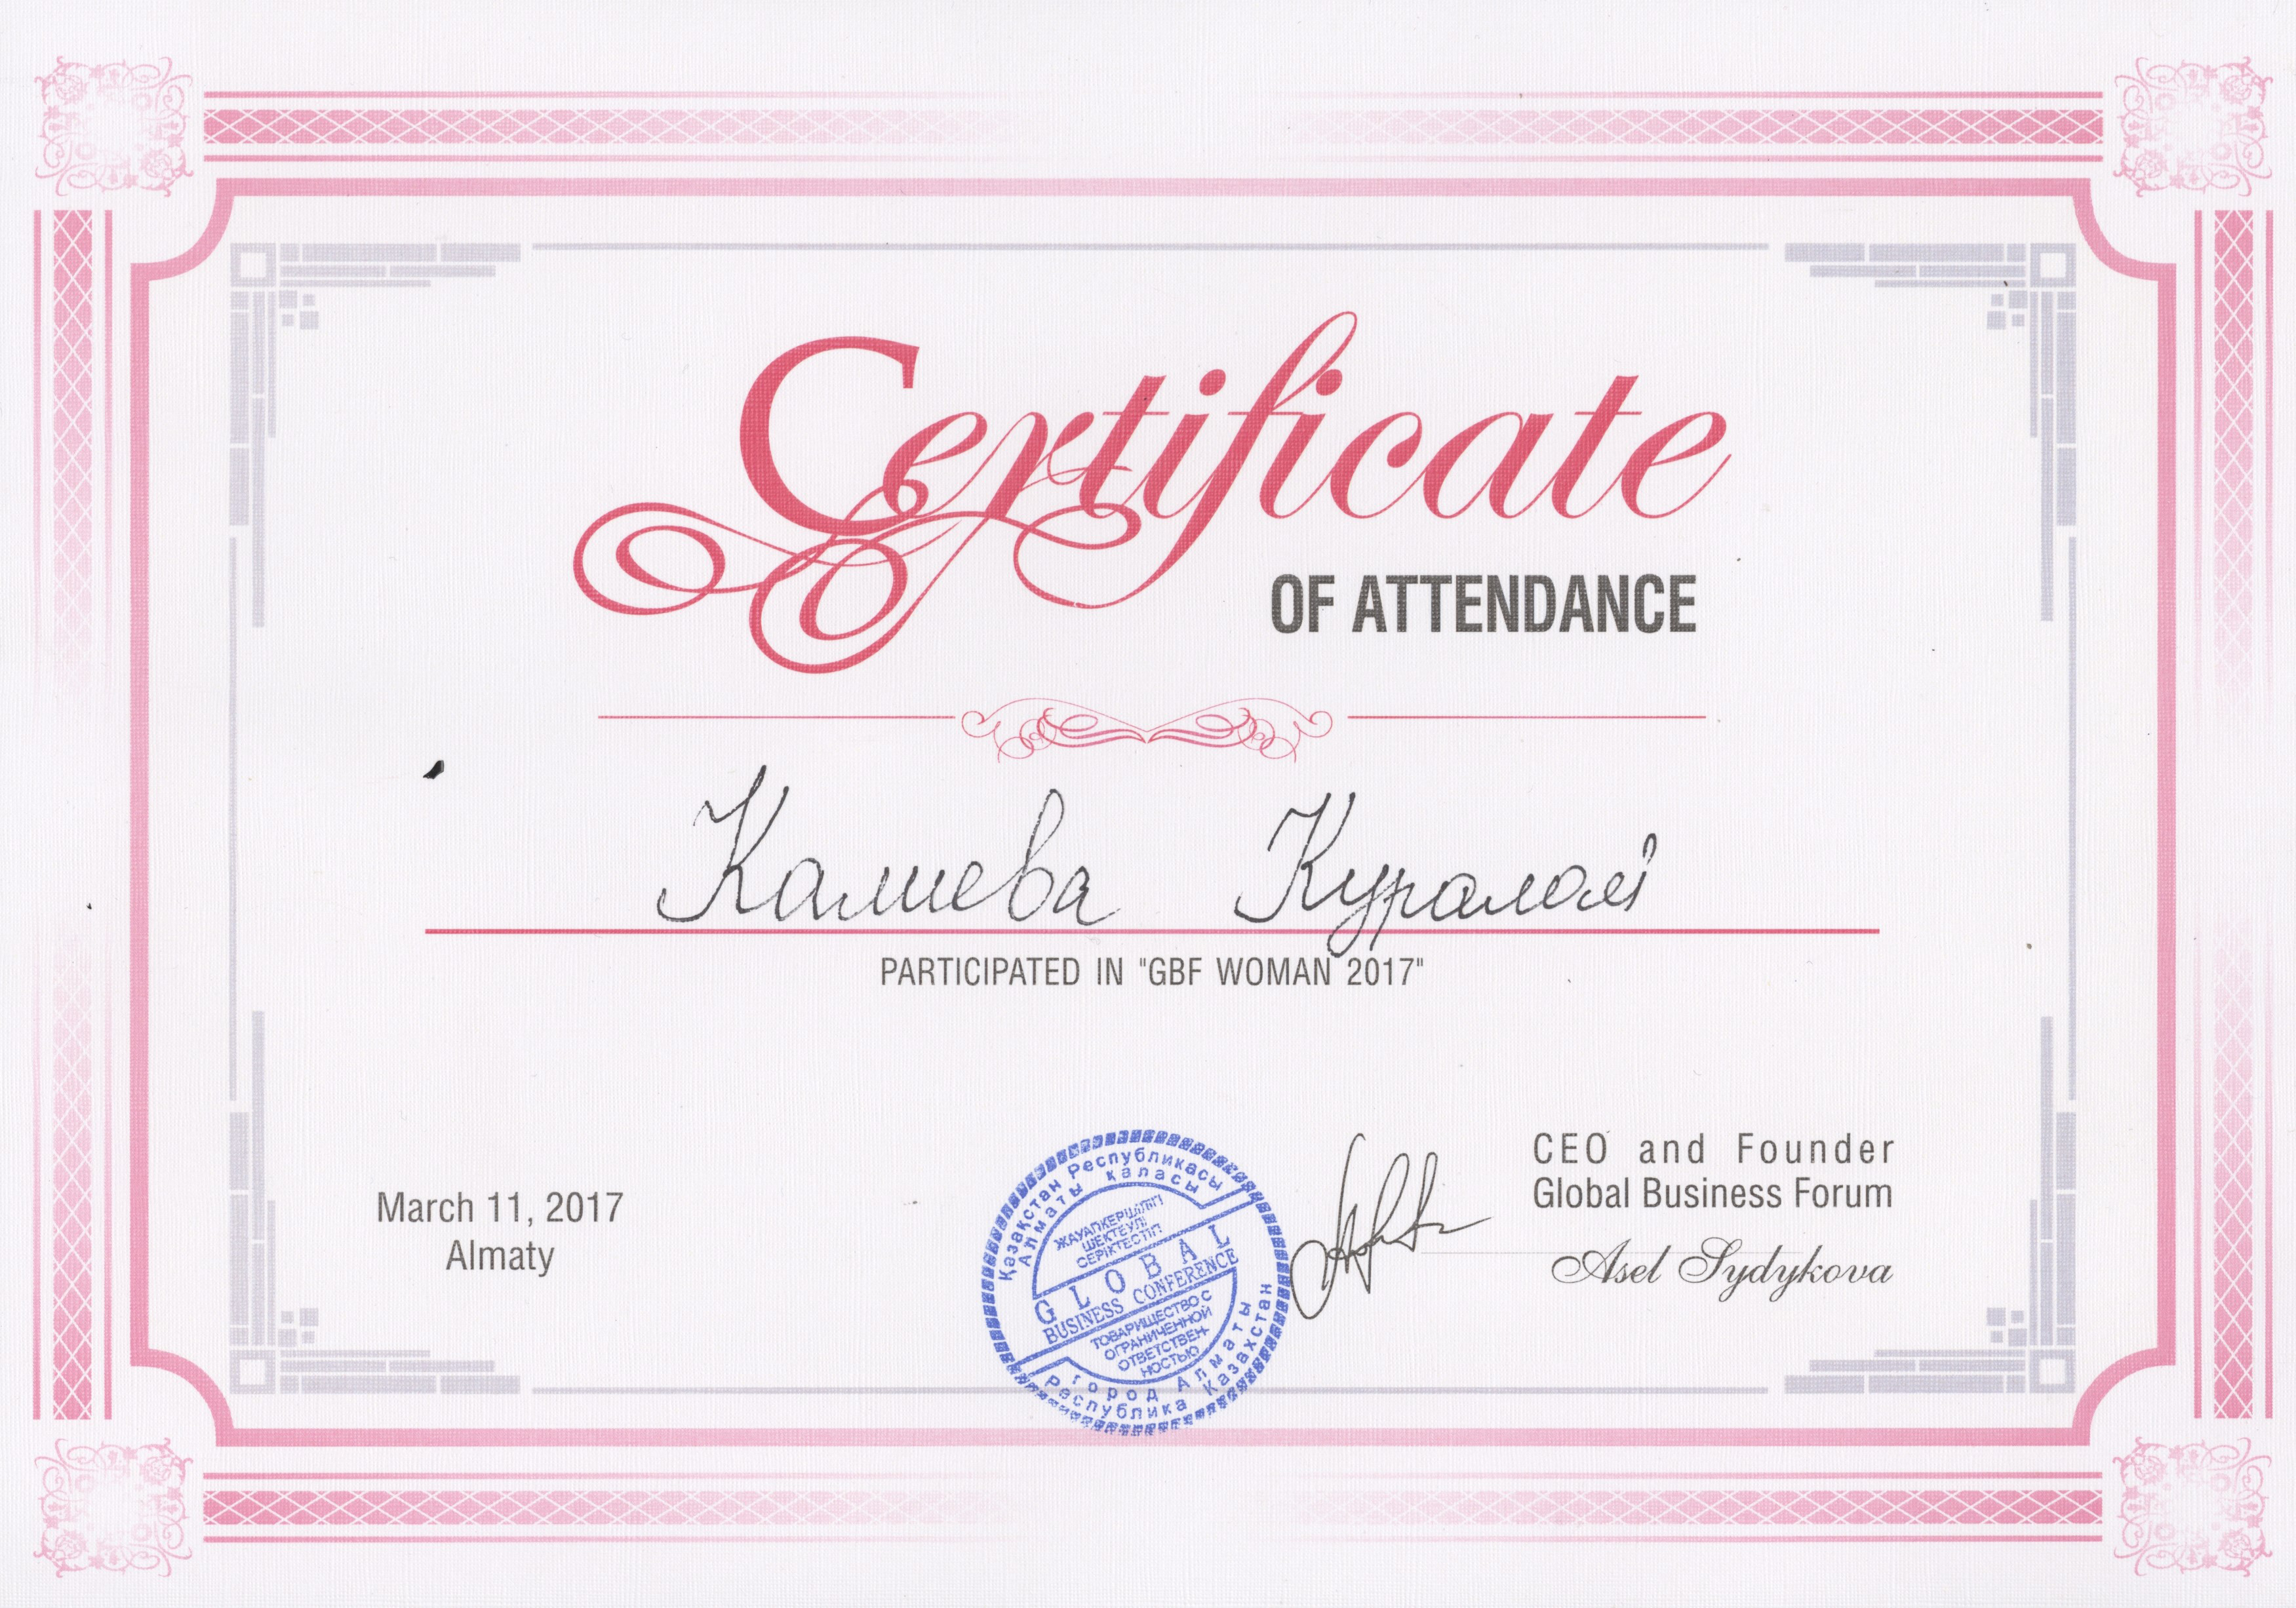 Certificate
OF ATTENDANCE
Калиева Куралай
PARTICIPATED IN "GBF WOMAN 2017"
March 11, 2017
Almaty
Қазақстан Республикасы
Алматы қаласы
ЖАУАПКЕРШІЛІГІ
ШЕКТЕУЛІ
СЕРІКТЕСТІГІ
GLOBAL
BUSINESS CONFERENCE
ТОВАРИЩЕСТВО С
ОГРАНИЧЕННОЙ
ОТВЕТСТВЕН-
НОСТЬЮ
город Алматы
Республика Казахстан
CEO and Founder
Global Business Forum
Asel Sydykova